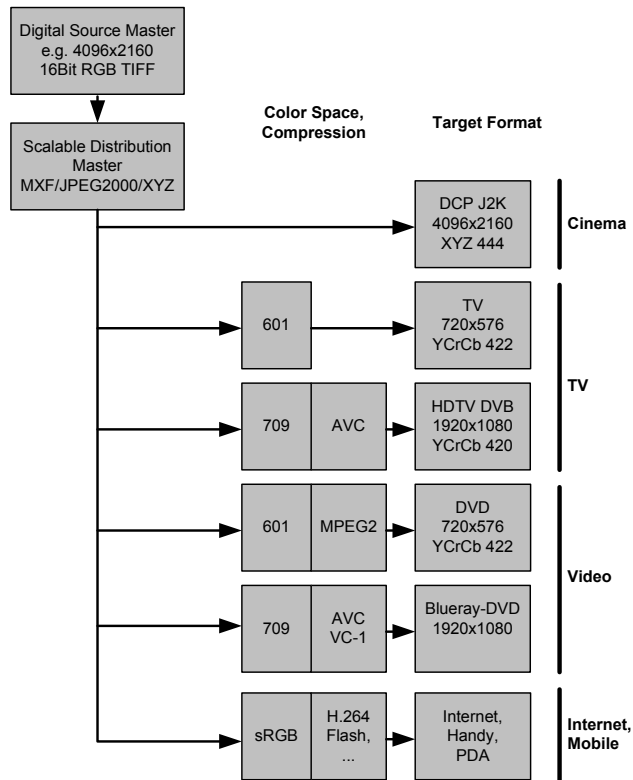 Digital Source Master
e.g. 4096x2160
16Bit RGB TIFF
Scalable Distribution
Master
MXF/JPEG2000/XYZ
Color Space,
Compression
Target Format
DCP J2K
4096x2160
XYZ 444
Cinema
601
TV
720x576
YCrCb 422
709
AVC
HDTV DVB
1920x1080
YCrCb 420
TV
601
MPEG2
DVD
720x576
YCrCb 422
709
AVC
VC-1
Blueray-DVD
1920x1080
Video
sRGB
H.264
Flash,
...
Internet,
Handy,
PDA
Internet,
Mobile